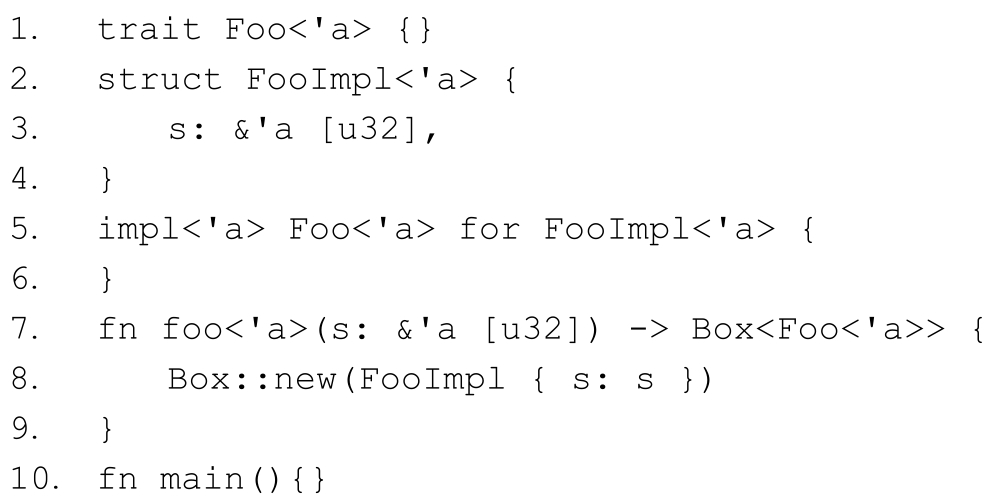 1. trait Foo<'a> {}
2. struct FooImpl<'a> {
3. s: &'a [u32],
4. }
5. impl<'a> Foo<'a> for FooImpl<'a> {
6. }
7. fn foo<'a>(s: &'a [u32]) -> Box<Foo<'a>> {
8. Box::new(FooImpl { s: s })
9. }
10. fn main(){}